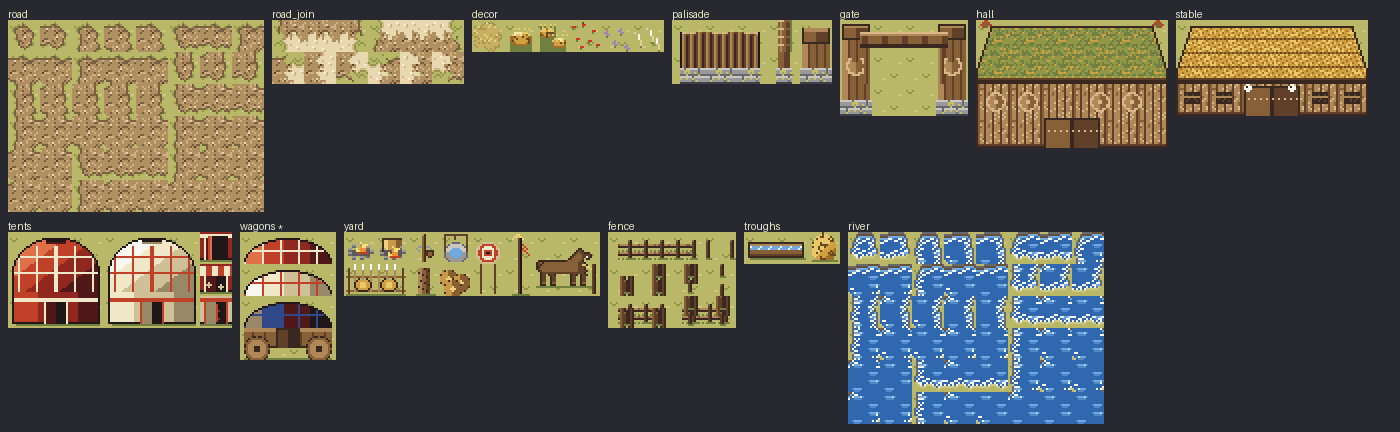 road road_join decor palisade gate hall stable
tents wagons * yard fence troughs river